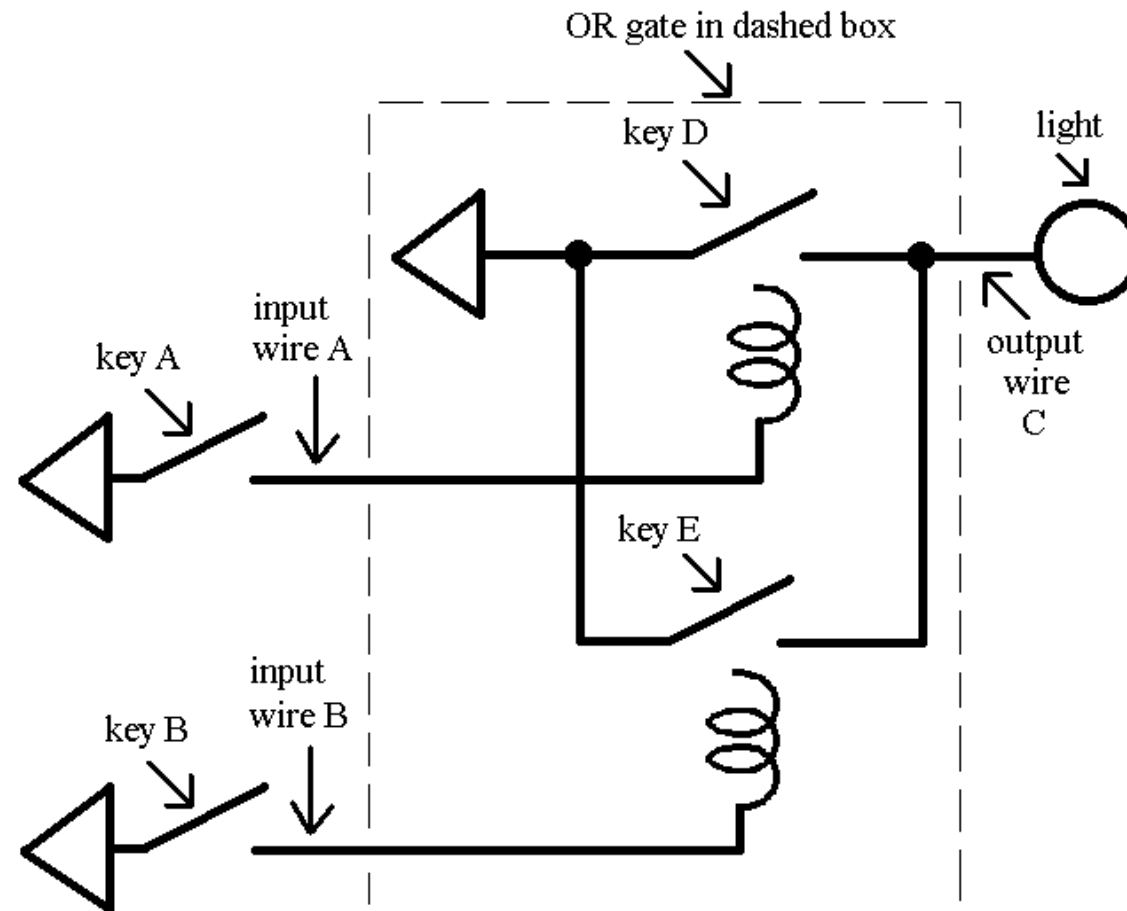 OR gate in dashed box
key D
light
input
wire A
key A
output
wire
C
key E
input
wire B
key B